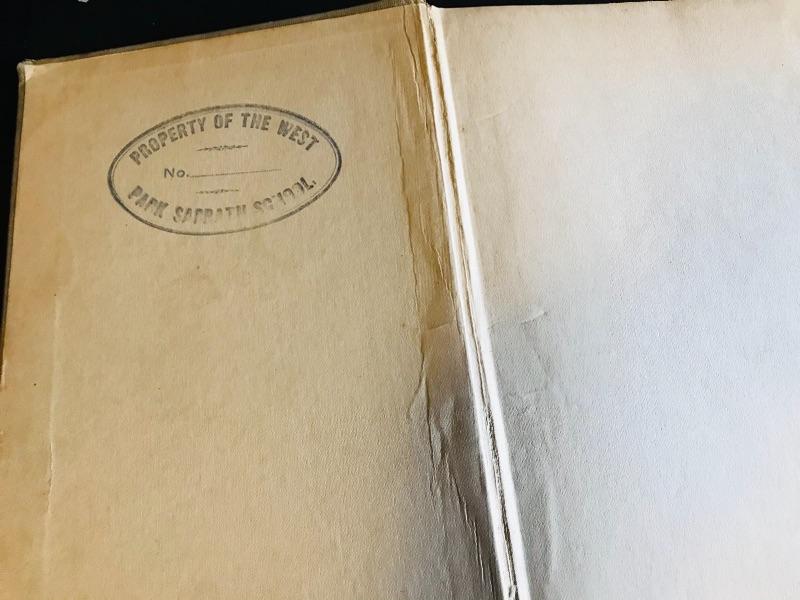 PROPERTY OF THE WEST
No.
PARK SABBATH SCHOOL.